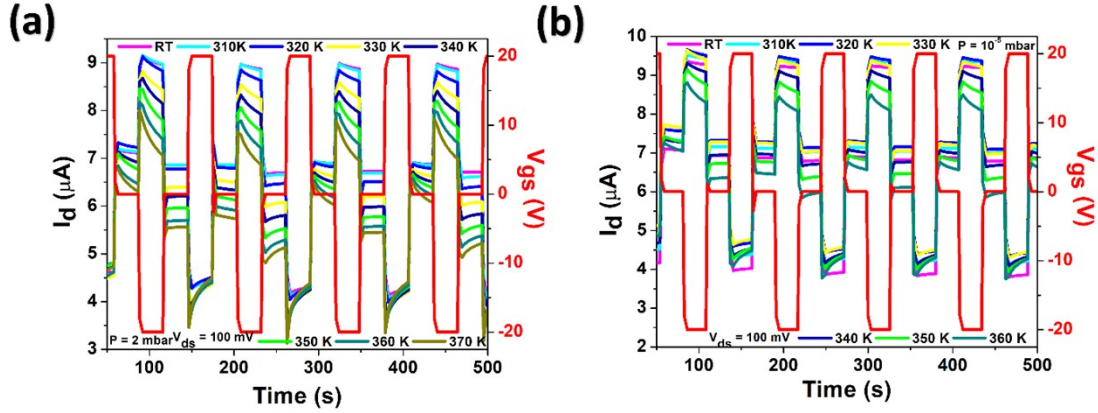 (a)
RT 310K 320 K 330 K 340 K
9
8
7
6
5
4
3
I_d (μA)
20
10
0
-10
-20
Vgs (V)
P = 2 mbar V_ds = 100 mV
350 K 360 K 370 K
100 200 300 400 500
Time (s)
(b)
RT 310K 320 K 330 K P = 10^-5 mbar
10
9
8
7
6
5
4
3
2
I_d (μA)
20
10
0
-10
-20
Vgs (V)
V_ds = 100 mV
340 K 350 K 360 K
100 200 300 400 500
Time (s)